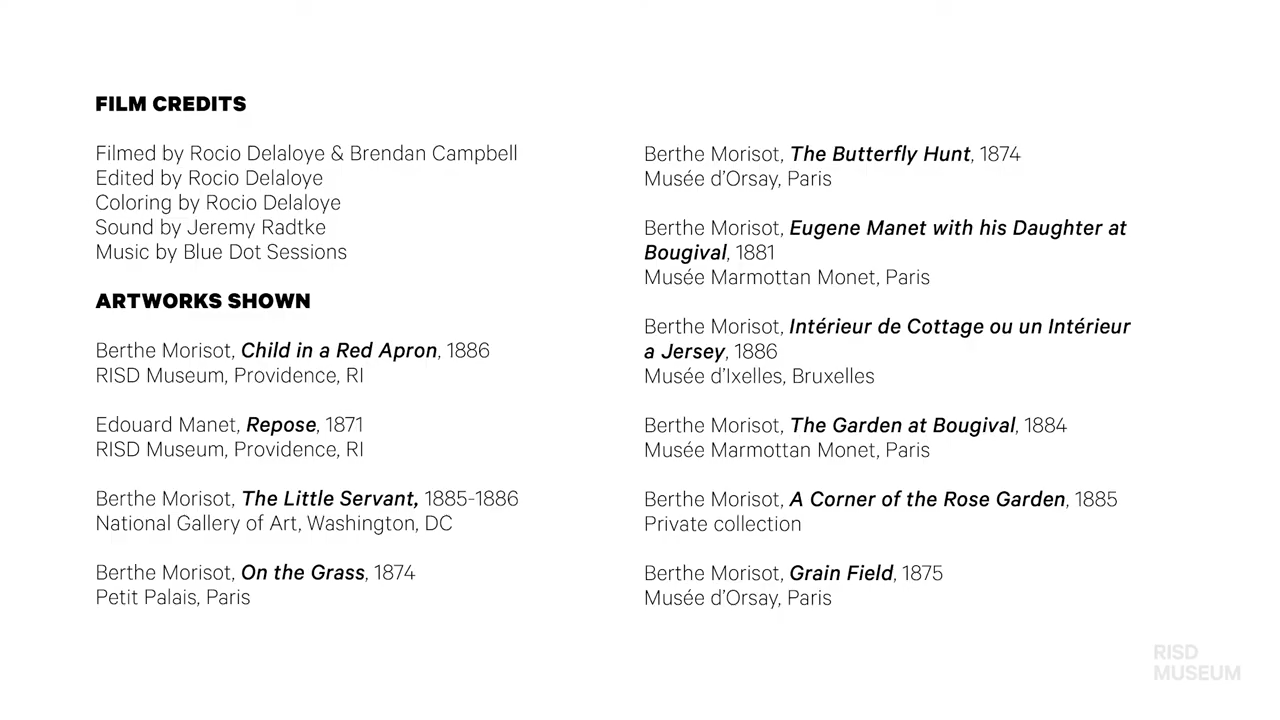 FILM CREDITS
Filmed by Rocio Delaloye & Brendan Campbell
Edited by Rocio Delaloye
Coloring by Rocio Delaloye
Sound by Jeremy Radtke
Music by Blue Dot Sessions
ARTWORKS SHOWN
Berthe Morisot, Child in a Red Apron, 1886
RISD Museum, Providence, RI
Edouard Manet, Repose, 1871
RISD Museum, Providence, RI
Berthe Morisot, The Little Servant, 1885-1886
National Gallery of Art, Washington, DC
Berthe Morisot, On the Grass, 1874
Petit Palais, Paris
Berthe Morisot, The Butterfly Hunt, 1874
Musée d'Orsay, Paris
Berthe Morisot, Eugene Manet with his Daughter at
Bougival, 1881
Musée Marmottan Monet, Paris
Berthe Morisot, Intérieur de Cottage ou un Intérieur
a Jersey, 1886
Musée d'Ixelles, Bruxelles
Berthe Morisot, The Garden at Bougival, 1884
Musée Marmottan Monet, Paris
Berthe Morisot, A Corner of the Rose Garden, 1885
Private collection
Berthe Morisot, Grain Field, 1875
Musée d'Orsay, Paris
RISD
MUSEUM